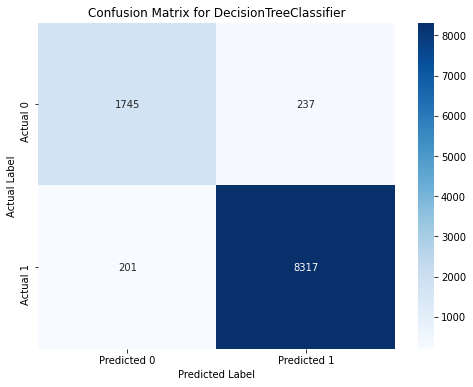 Confusion Matrix for DecisionTreeClassifier
Actual Label
Actual 0
1745
237
Actual 1
201
8317
Predicted 0
Predicted 1
Predicted Label
8000
7000
6000
5000
4000
3000
2000
1000